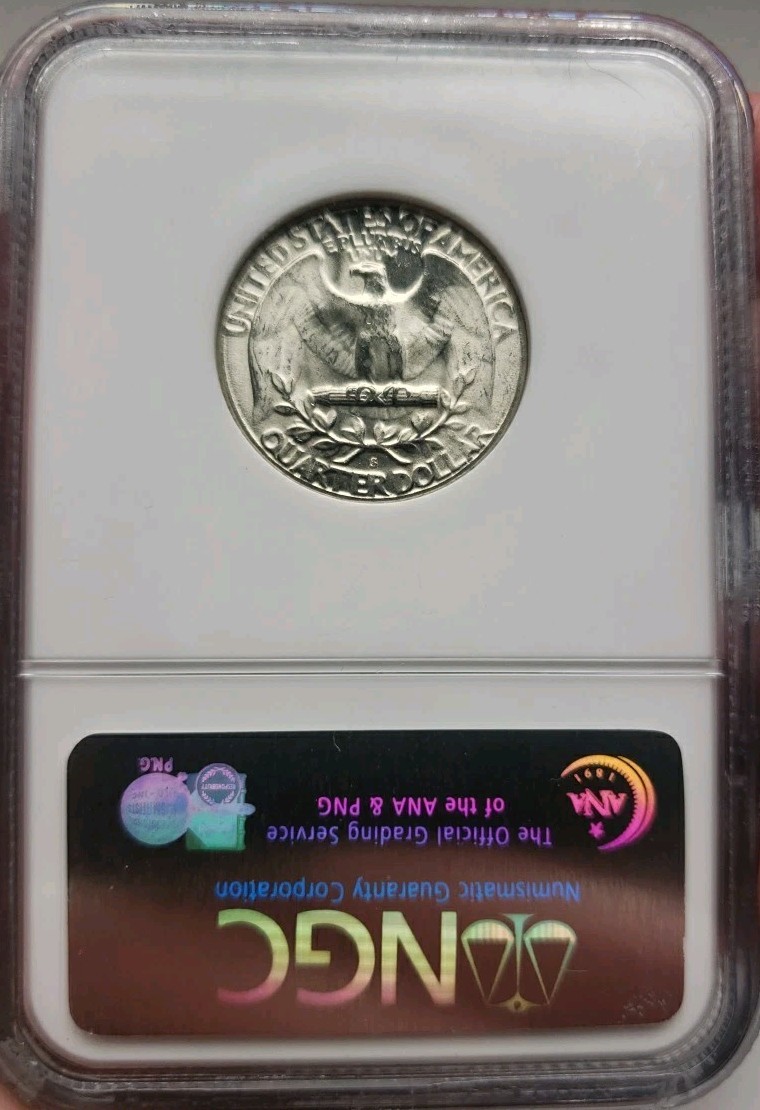 UNITED STATES OF AMERICA
E PLURIBUS
UNUM
S
QUARTER DOLLAR
NGC
Numismatic Guaranty Corporation
The Official Grading Service
of the ANA & PNG
ANA
1891
PNG
RESPONSIBILITY